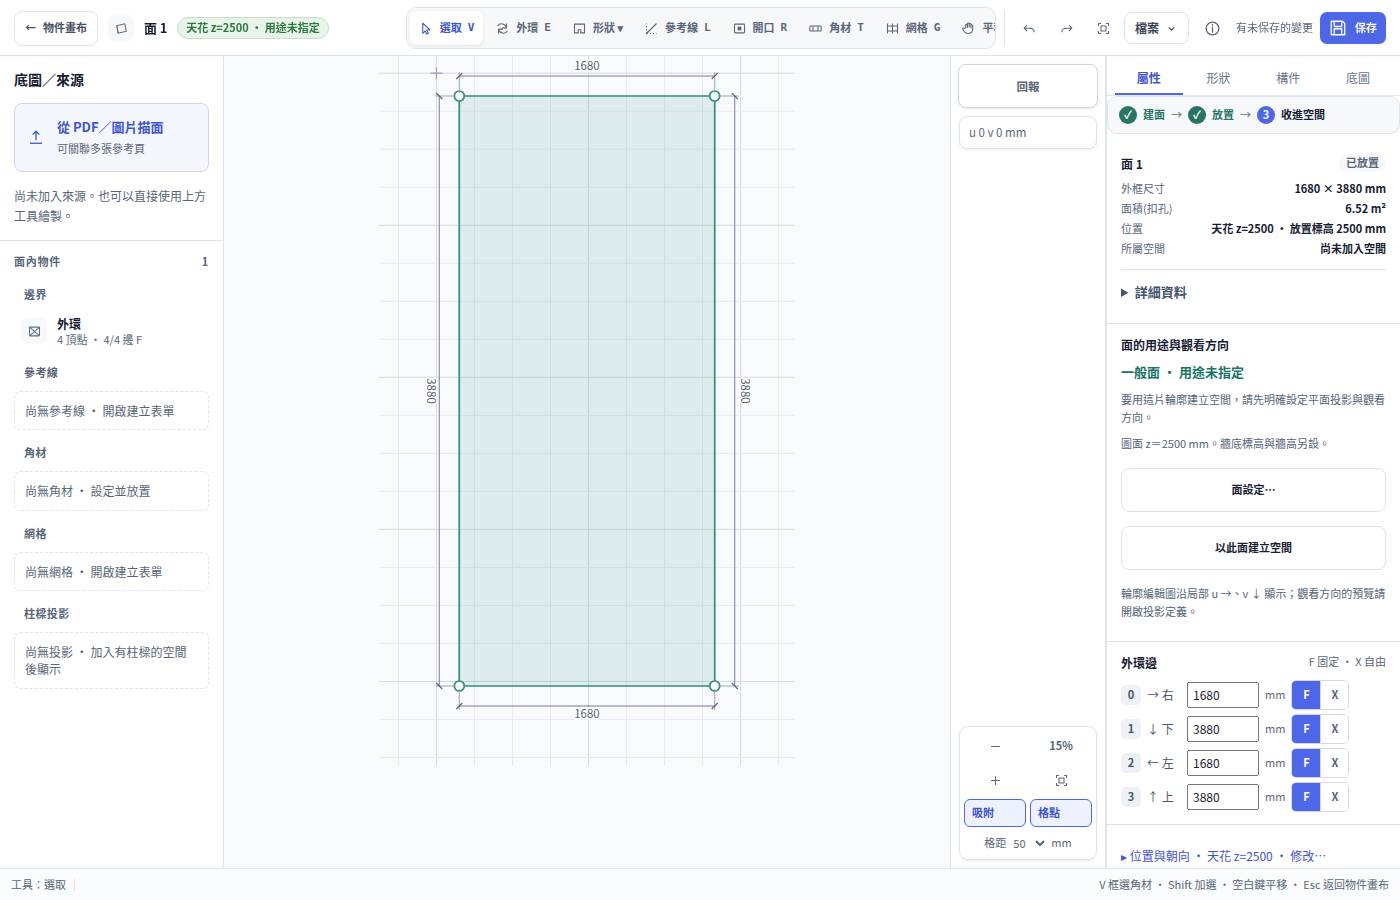 ← 物件畫布
面 1
天花 z=2500 · 用途未指定
選取 V
外環 E
形狀 ▾
參考線 L
開口 R
角材 T
網格 G
檔案
有未保存的變更
保存
底圖／來源
從 PDF／圖片描面
可關聯多張參考頁
尚未加入來源。也可以直接使用上方
工具繪製。
面內物件 1
邊界
外環
4 頂點 · 4/4 邊 F
參考線
尚無參考線 · 開啟建立表單
角材
尚無角材 · 設定並放置
網格
尚無網格 · 開啟建立表單
柱樑投影
尚無投影 · 加入有柱樑的空間
後顯示
1680
3880
3880
1680
回報
u 0 v 0 mm
− 15%
+
吸附 格點
格距 50 mm
屬性 形狀 構件 底圖
✓ 建面 → ✓ 放置 → 3 收進空間
面 1 已放置
外框尺寸 1680 × 3880 mm
面積(扣孔) 6.52 m²
位置 天花 z=2500 · 放置標高 2500 mm
所屬空間 尚未加入空間
▶ 詳細資料
面的用途與觀看方向
一般面 · 用途未指定
要用這片輪廓建立空間，請先明確設定平面投影與觀看
方向。
圖面 z＝2500 mm。牆底標高與牆高另設。
面設定…
以此面建立空間
輪廓編輯圖沿局部 u →、v ↓ 顯示；觀看方向的預覽請
開啟投影定義。
外環邊 F 固定 · X 自由
0 → 右 1680 mm F X
1 ↓ 下 3880 mm F X
2 ← 左 1680 mm F X
3 ↑ 上 3880 mm F X
▸ 位置與朝向 · 天花 z=2500 · 修改…
工具：選取
V 框選角材 · Shift 加選 · 空白鍵平移 · Esc 返回物件畫布